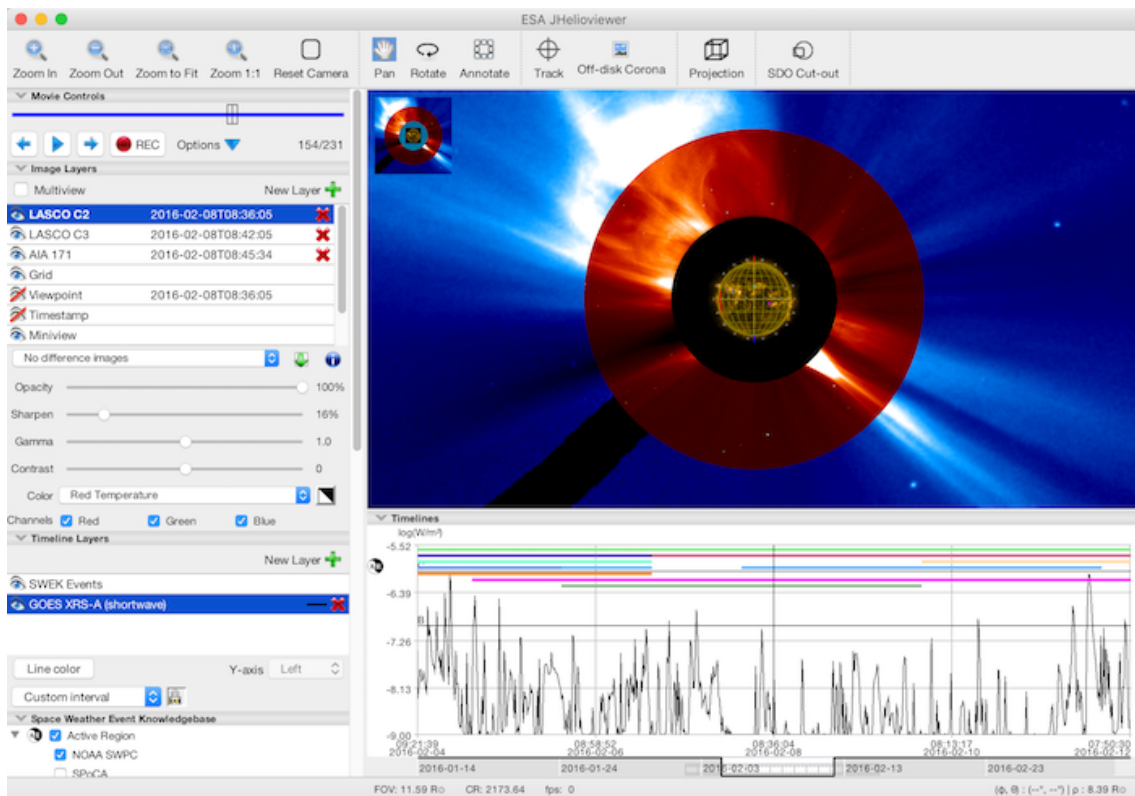 ESA JHelioviewer
Zoom In Zoom Out Zoom to Fit Zoom 1:1 Reset Camera Pan Rotate Annotate Track Off-disk Corona Projection SDO Cut-out
Movie Controls
REC Options 154/231
Image Layers
Multiview New Layer
LASCO C2 2016-02-08T08:36:05
LASCO C3 2016-02-08T08:42:05
AIA 171 2016-02-08T08:45:34
Grid
Viewpoint 2016-02-08T08:36:05
Timestamp
Miniview
No difference images
Opacity 100%
Sharpen 16%
Gamma 1.0
Contrast 0
Color Red Temperature
Channels Red Green Blue
Timeline Layers
New Layer
SWEK Events
GOES XRS-A (shortwave)
Line color Y-axis Left
Custom interval
Space Weather Event Knowledgebase
Active Region
NOAA SWPC
SPoCA
Timelines
log(W/m²)
-5.52
-6.39
B
-7.26
-8.13
-9.00
09:21:39 08:58:52 08:36:04 08:13:17 07:50:30
2016-02-04 2016-02-06 2016-02-08 2016-02-10 2016-02-12
2016-01-14 2016-01-24 2016-02-03 2016-02-13 2016-02-23
FOV: 11.59 R⊙ CR: 2173.64 fps: 0 (φ, θ) : (--°, --°) | ρ : 8.39 R⊙